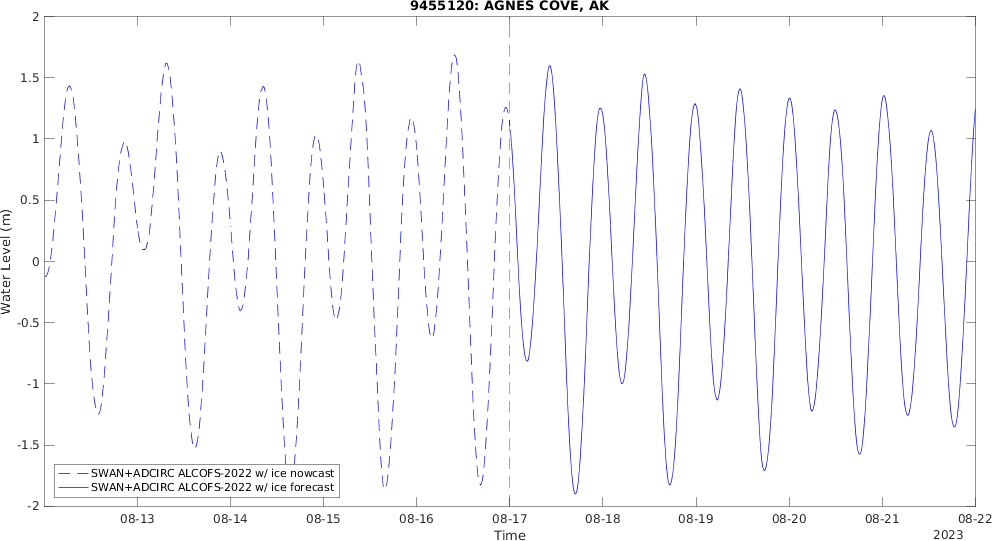 9455120: AGNES COVE, AK
2
1.5
1
0.5
0
-0.5
-1
-1.5
-2
Water Level (m)
SWAN+ADCIRC ALCOFS-2022 w/ ice nowcast
SWAN+ADCIRC ALCOFS-2022 w/ ice forecast
08-13 08-14 08-15 08-16 08-17 08-18 08-19 08-20 08-21 08-22
Time
2023